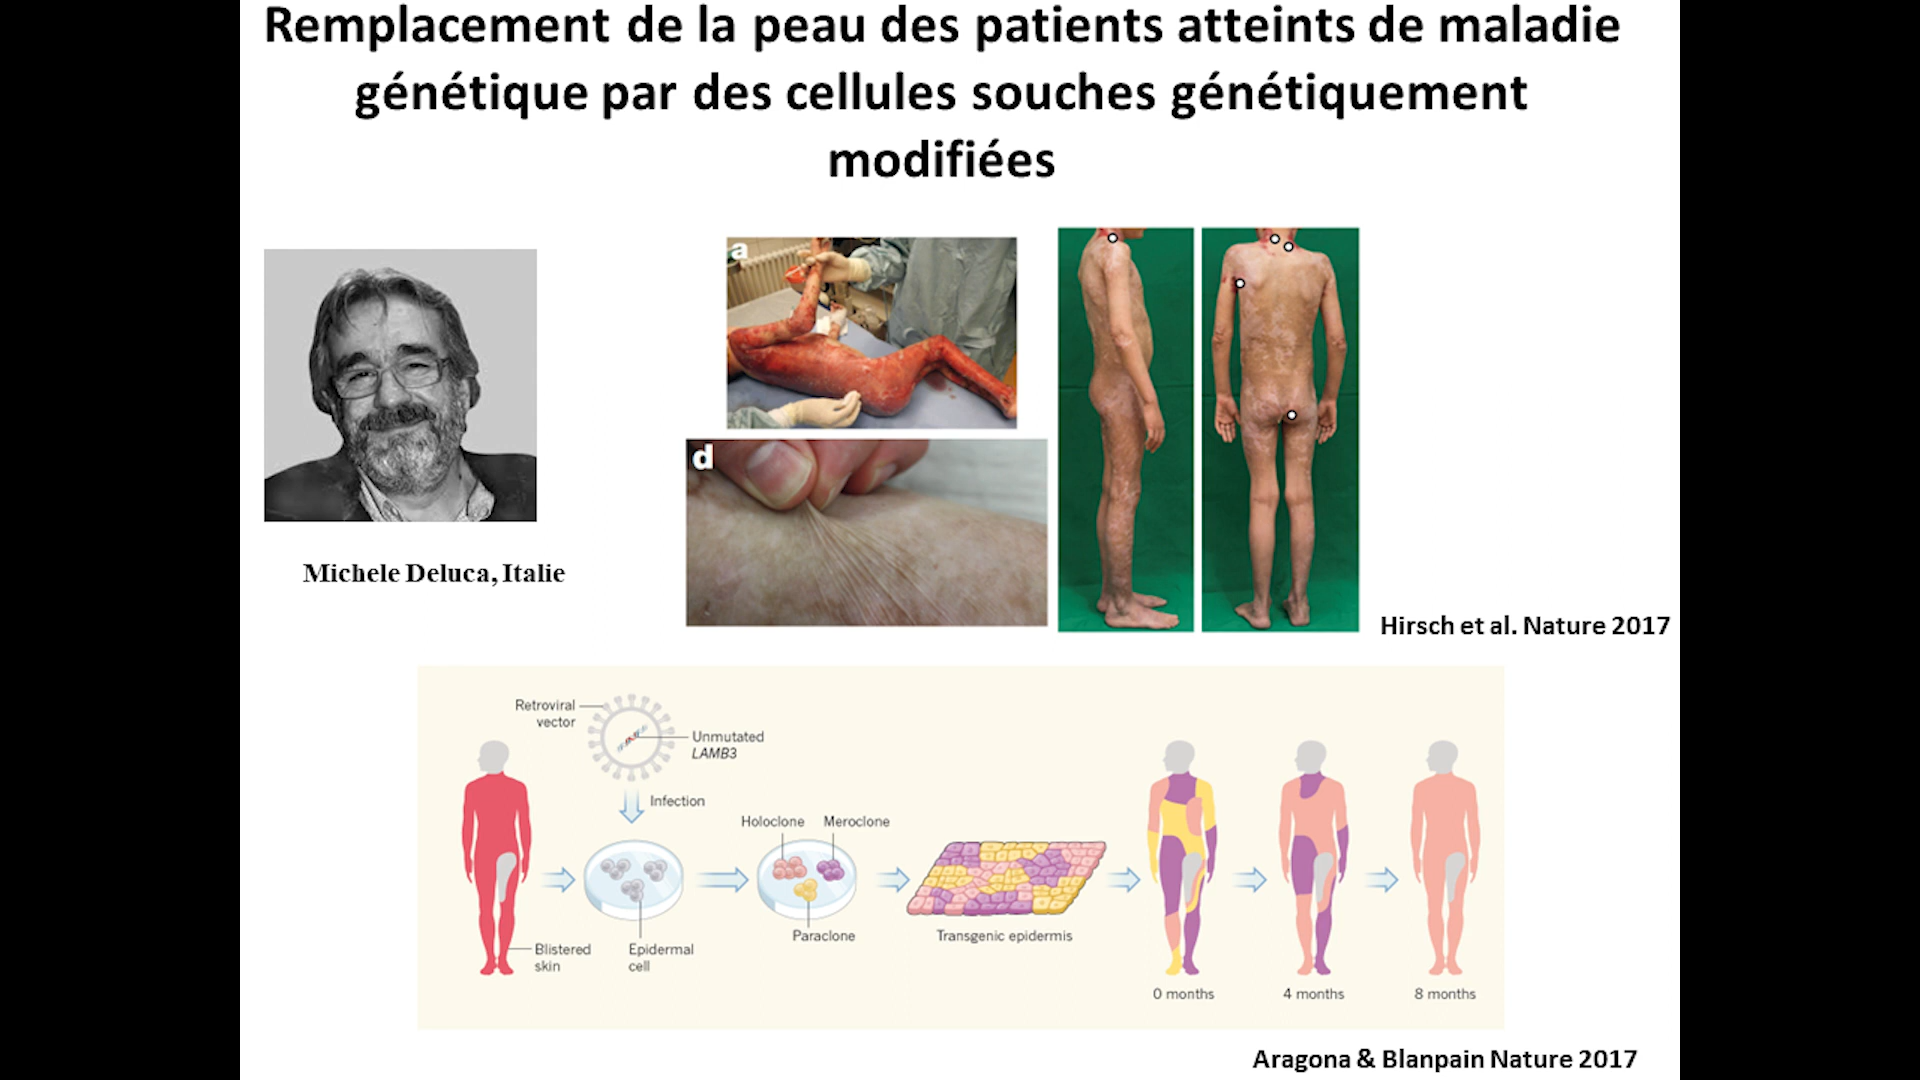 Remplacement de la peau des patients atteints de maladie
génétique par des cellules souches génétiquement
modifiées
a
d
Michele Deluca, Italie
Hirsch et al. Nature 2017
Retroviral
vector
Unmutated
LAMB3
Infection
Holoclone
Meroclone
Paraclone
Transgenic epidermis
Blistered
skin
Epidermal
cell
0 months
4 months
8 months
Aragona & Blanpain Nature 2017